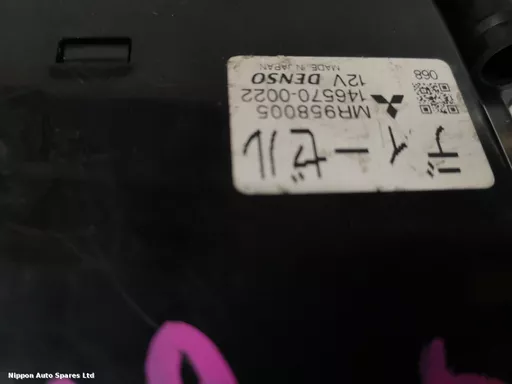 ディーゼル
MR958005
146570-0022
068
12V DENSO
MADE IN JAPAN
Nippon Auto Spares Ltd